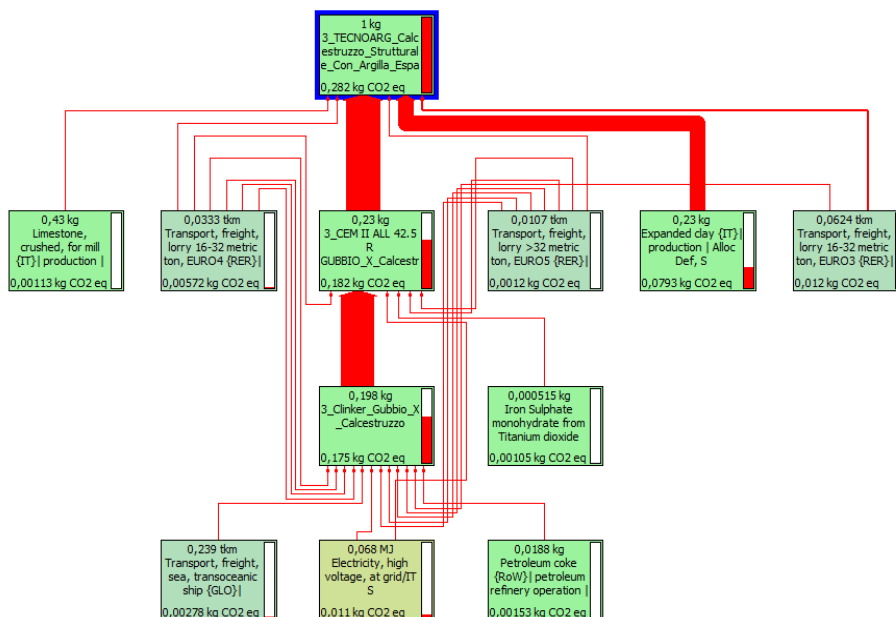 1 kg
3_TECNOARG_Calc
estruzzo_Struttural
e_Con_Argilla_Espa
0,282 kg CO2 eq
0,43 kg
Limestone,
crushed, for mill
{IT}| production |
0,00113 kg CO2 eq
0,0333 tkm
Transport, freight,
lorry 16-32 metric
ton, EURO4 {RER}|
0,00572 kg CO2 eq
0,23 kg
3_CEM II ALL 42.5
R
GUBBIO_X_Calcestr
0,182 kg CO2 eq
0,0107 tkm
Transport, freight,
lorry >32 metric
ton, EURO5 {RER}|
0,0012 kg CO2 eq
0,23 kg
Expanded clay {IT}|
production | Alloc
Def, S
0,0793 kg CO2 eq
0,0624 tkm
Transport, freight,
lorry 16-32 metric
ton, EURO3 {RER}|
0,012 kg CO2 eq
0,198 kg
3_Clinker_Gubbio_X
_Calcestruzzo
0,175 kg CO2 eq
0,000515 kg
Iron Sulphate
monohydrate from
Titanium dioxide
0,00105 kg CO2 eq
0,239 tkm
Transport, freight,
sea, transoceanic
ship {GLO}|
0,00278 kg CO2 eq
0,068 MJ
Electricity, high
voltage, at grid/IT
S
0,011 kg CO2 eq
0,0188 kg
Petroleum coke
{RoW}| petroleum
refinery operation |
0,00153 kg CO2 eq